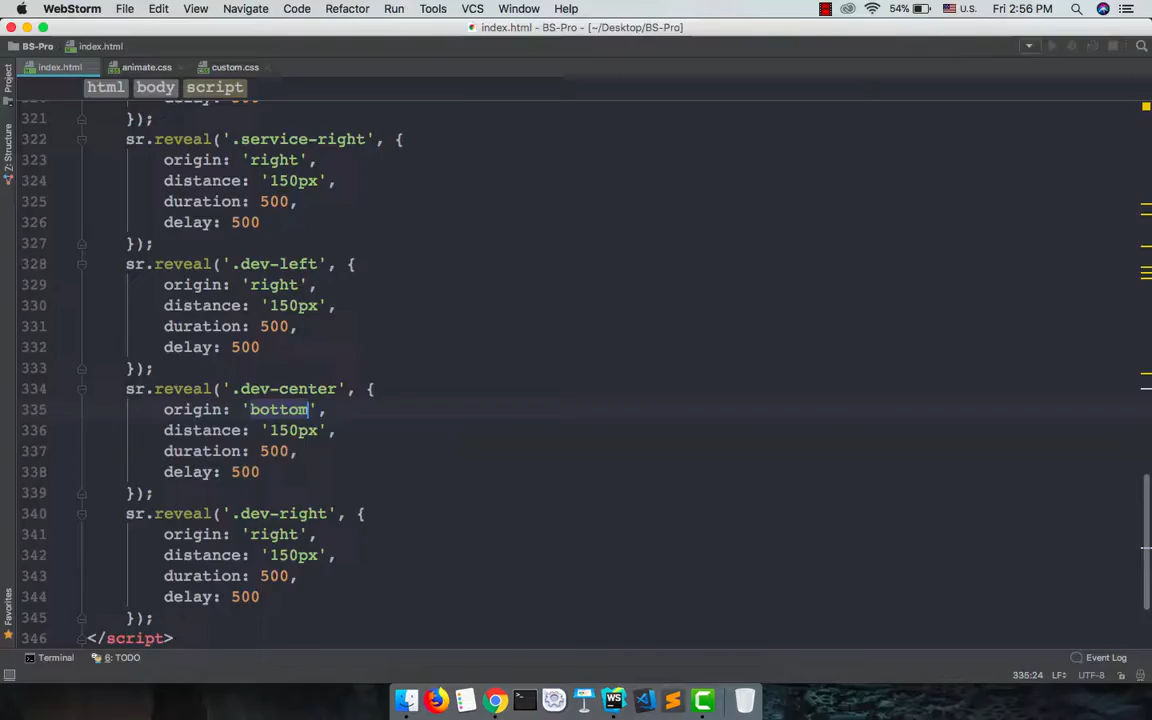 WebStorm File Edit View Navigate Code Refactor Run Tools VCS Window Help 54% U.S. Fri 2:56 PM
index.html - BS-Pro - [~/Desktop/BS-Pro]
BS-Pro index.html
index.html animate.css custom.css
html body script
Project
Z: Structure
Favorites
321 });
322 sr.reveal('.service-right', {
323 origin: 'right',
324 distance: '150px',
325 duration: 500,
326 delay: 500
327 });
328 sr.reveal('.dev-left', {
329 origin: 'right',
330 distance: '150px',
331 duration: 500,
332 delay: 500
333 });
334 sr.reveal('.dev-center', {
335 origin: 'bottom',
336 distance: '150px',
337 duration: 500,
338 delay: 500
339 });
340 sr.reveal('.dev-right', {
341 origin: 'right',
342 distance: '150px',
343 duration: 500,
344 delay: 500
345 });
346 </script>
Terminal 6: TODO Event Log
335:24 LF÷ UTF-8÷
WS